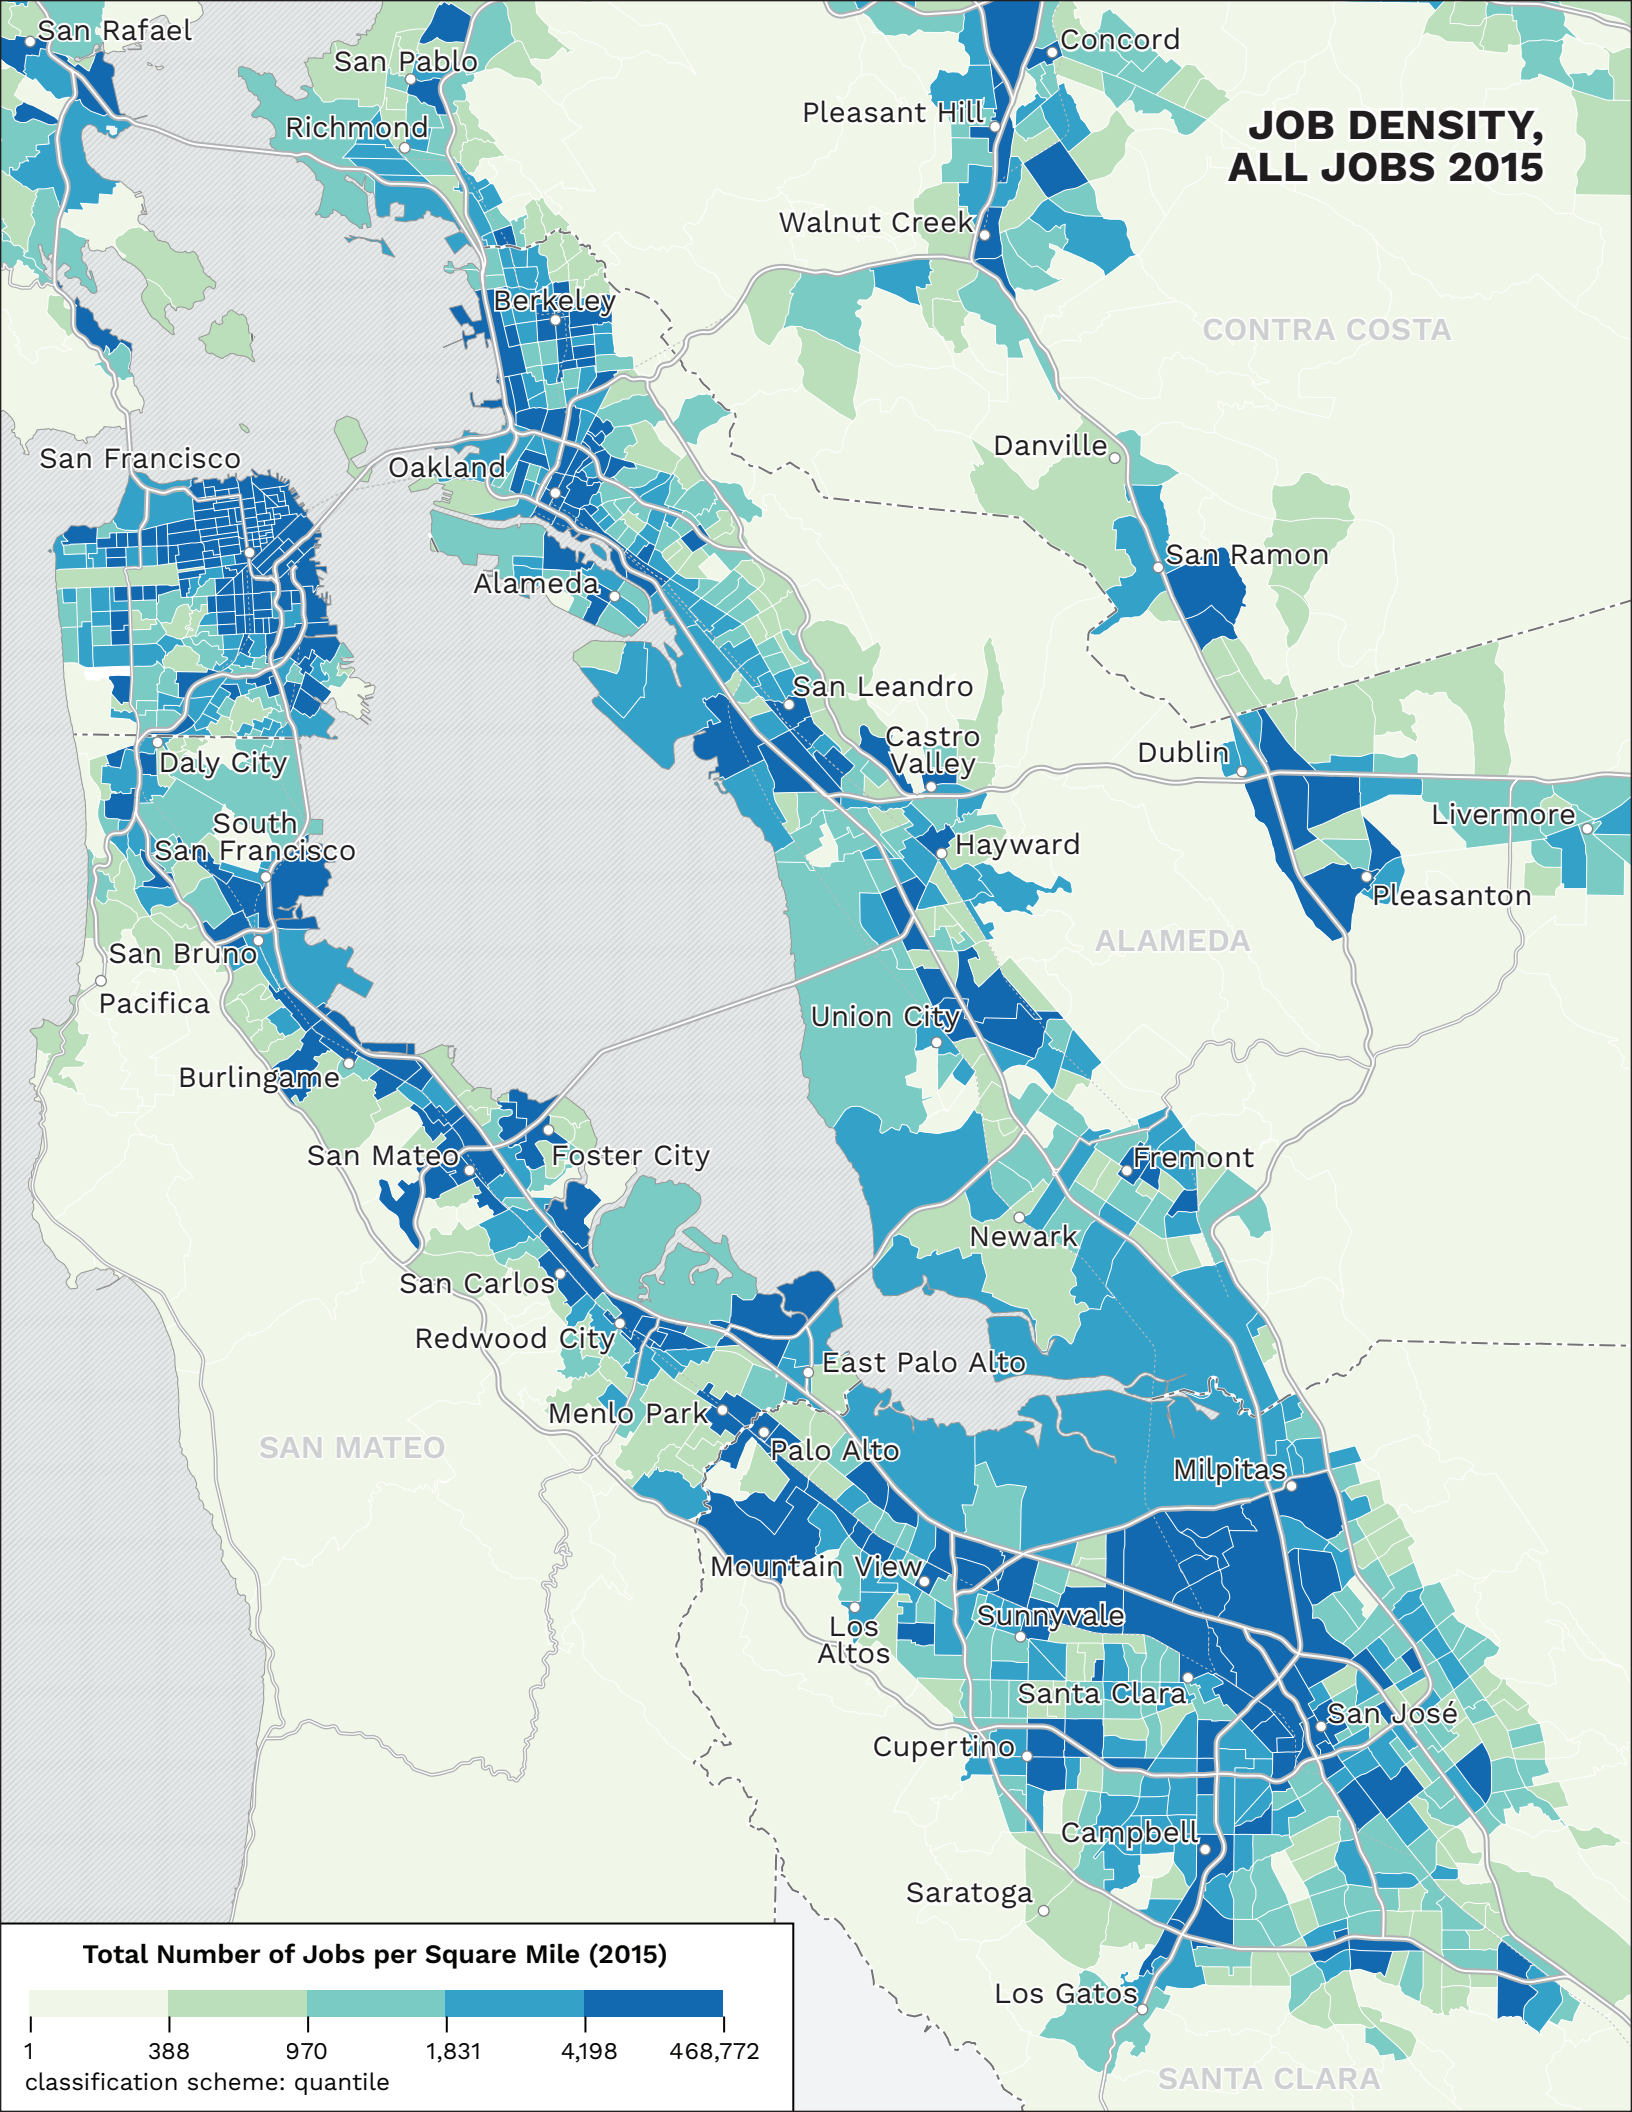 San Rafael
San Pablo
Concord
Richmond
Pleasant Hill
JOB DENSITY,
ALL JOBS 2015
Walnut Creek
Berkeley
CONTRA COSTA
San Francisco
Oakland
Danville
San Ramon
Alameda
San Leandro
Castro
Valley
Dublin
Daly City
Livermore
South
San Francisco
Hayward
Pleasanton
San Bruno
ALAMEDA
Pacifica
Union City
Burlingame
San Mateo
Foster City
Fremont
Newark
San Carlos
Redwood City
East Palo Alto
Menlo Park
SAN MATEO
Palo Alto
Milpitas
Mountain View
Sunnyvale
Los
Altos
Santa Clara
San José
Cupertino
Campbell
Saratoga
Los Gatos
SANTA CLARA
Total Number of Jobs per Square Mile (2015)
1 388 970 1,831 4,198 468,772
classification scheme: quantile